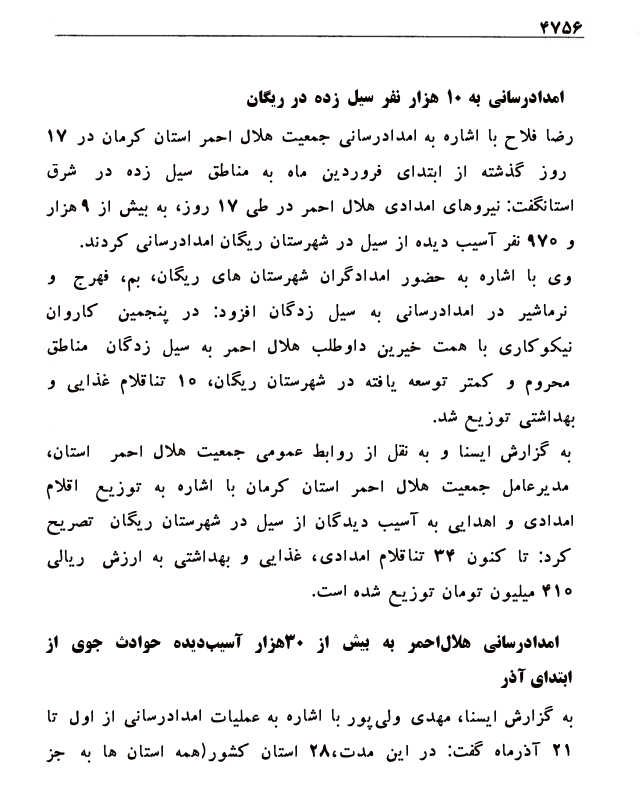 ۴۷۵۶
امدادرسانی به ۱۰ هزار نفر سیل زده در ریگان
رضا فلاح با اشاره به امدادرسانی جمعیت هلال احمر استان کرمان در ۱۷
روز گذشته از ابتدای فروردین ماه به مناطق سیل زده در شرق
استانگفت: نیروهای امدادی هلال احمر در طی ۱۷ روز، به بیش از ۹هزار
و ۹۷۰ نفر آسیب دیده از سیل در شهرستان ریگان امدادرسانی کردند.
وی با اشاره به حضور امدادگران شهرستان های ریگان، بم، فهرج و
نرماشیر در امدادرسانی به سیل زدگان افزود: در پنجمین کاروان
نیکوکاری با همت خیرین داوطلب هلال احمر به سیل زدگان مناطق
محروم و کمتر توسعه یافته در شهرستان ریگان، ۱۰ تناقلام غذایی و
بهداشتی توزیع شد.
به گزارش ایسنا و به نقل از روابط عمومی جمعیت هلال احمر استان،
مدیرعامل جمعیت هلال احمر استان کرمان با اشاره به توزیع اقلام
امدادی و اهدایی به آسیب دیدگان از سیل در شهرستان ریگان تصریح
کرد: تا کنون ۳۴ تناقلام امدادی، غذایی و بهداشتی به ارزش ریالی
۴۱۰ میلیون تومان توزیع شده است.
امدادرسانی هلال‌احمر به بیش از ۳۰هزار آسیب‌دیده حوادث جوی از
ابتدای آذر
به گزارش ایسنا، مهدی ولی‌پور با اشاره به عملیات امدادرسانی از اول تا
۲۱ آذرماه گفت: در این مدت،۲۸ استان کشور(همه استان ها به جز